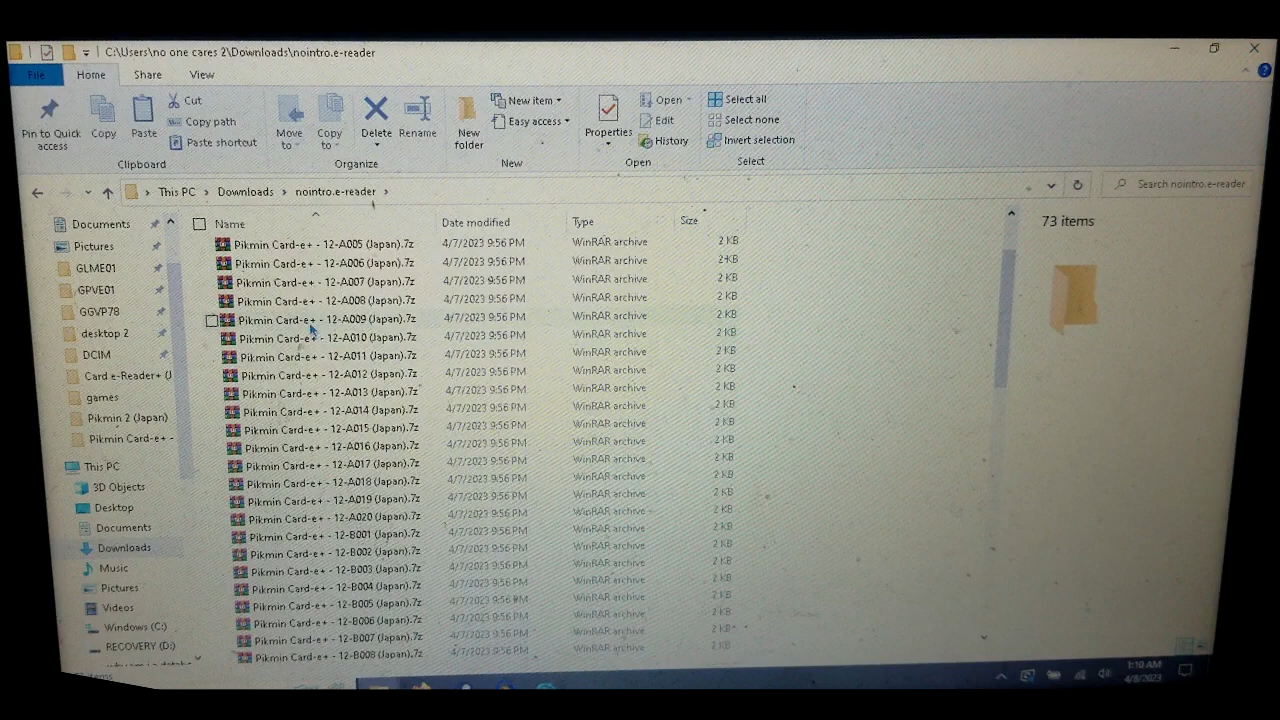 C:\Users\no one cares 2\Downloads\nointro.e-reader
File Home Share View
Pin to Quick access
Copy
Paste
Cut
Copy path
Paste shortcut
Clipboard
Move to
Copy to
Delete
Rename
Organize
New folder
New item
Easy access
New
Properties
Open
Edit
History
Open
Select all
Select none
Invert selection
Select
This PC > Downloads > nointro.e-reader >
Search nointro.e-reader
Documents
Pictures
GLME01
GPVE01
GGVP78
desktop 2
DCIM
Card e-Reader+ (J
games
Pikmin 2 (Japan)
Pikmin Card-e+ -
This PC
3D Objects
Desktop
Documents
Downloads
Music
Pictures
Videos
Windows (C:)
RECOVERY (D:)
Name Date modified Type Size
Pikmin Card-e+ - 12-A005 (Japan).7z 4/7/2023 9:56 PM WinRAR archive 2 KB
Pikmin Card-e+ - 12-A006 (Japan).7z 4/7/2023 9:56 PM WinRAR archive 2 KB
Pikmin Card-e+ - 12-A007 (Japan).7z 4/7/2023 9:56 PM WinRAR archive 2 KB
Pikmin Card-e+ - 12-A008 (Japan).7z 4/7/2023 9:56 PM WinRAR archive 2 KB
Pikmin Card-e+ - 12-A009 (Japan).7z 4/7/2023 9:56 PM WinRAR archive 2 KB
Pikmin Card-e+ - 12-A010 (Japan).7z 4/7/2023 9:56 PM WinRAR archive 2 KB
Pikmin Card-e+ - 12-A011 (Japan).7z 4/7/2023 9:56 PM WinRAR archive 2 KB
Pikmin Card-e+ - 12-A012 (Japan).7z 4/7/2023 9:56 PM WinRAR archive 2 KB
Pikmin Card-e+ - 12-A013 (Japan).7z 4/7/2023 9:56 PM WinRAR archive 2 KB
Pikmin Card-e+ - 12-A014 (Japan).7z 4/7/2023 9:56 PM WinRAR archive 2 KB
Pikmin Card-e+ - 12-A015 (Japan).7z 4/7/2023 9:56 PM WinRAR archive 2 KB
Pikmin Card-e+ - 12-A016 (Japan).7z 4/7/2023 9:56 PM WinRAR archive 2 KB
Pikmin Card-e+ - 12-A017 (Japan).7z 4/7/2023 9:56 PM WinRAR archive 2 KB
Pikmin Card-e+ - 12-A018 (Japan).7z 4/7/2023 9:56 PM WinRAR archive 2 KB
Pikmin Card-e+ - 12-A019 (Japan).7z 4/7/2023 9:56 PM WinRAR archive 2 KB
Pikmin Card-e+ - 12-A020 (Japan).7z 4/7/2023 9:56 PM WinRAR archive 2 KB
Pikmin Card-e+ - 12-B001 (Japan).7z 4/7/2023 9:56 PM WinRAR archive 2 KB
Pikmin Card-e+ - 12-B002 (Japan).7z 4/7/2023 9:56 PM WinRAR archive 2 KB
Pikmin Card-e+ - 12-B003 (Japan).7z 4/7/2023 9:56 PM WinRAR archive 2 KB
Pikmin Card-e+ - 12-B004 (Japan).7z 4/7/2023 9:56 PM WinRAR archive 2 KB
Pikmin Card-e+ - 12-B005 (Japan).7z 4/7/2023 9:56 PM WinRAR archive 2 KB
Pikmin Card-e+ - 12-B006 (Japan).7z 4/7/2023 9:56 PM WinRAR archive 2 KB
Pikmin Card-e+ - 12-B007 (Japan).7z 4/7/2023 9:56 PM WinRAR archive 2 KB
Pikmin Card-e+ - 12-B008 (Japan).7z 4/7/2023 9:56 PM WinRAR archive 2 KB
73 items
items
1:10 AM
4/8/2023